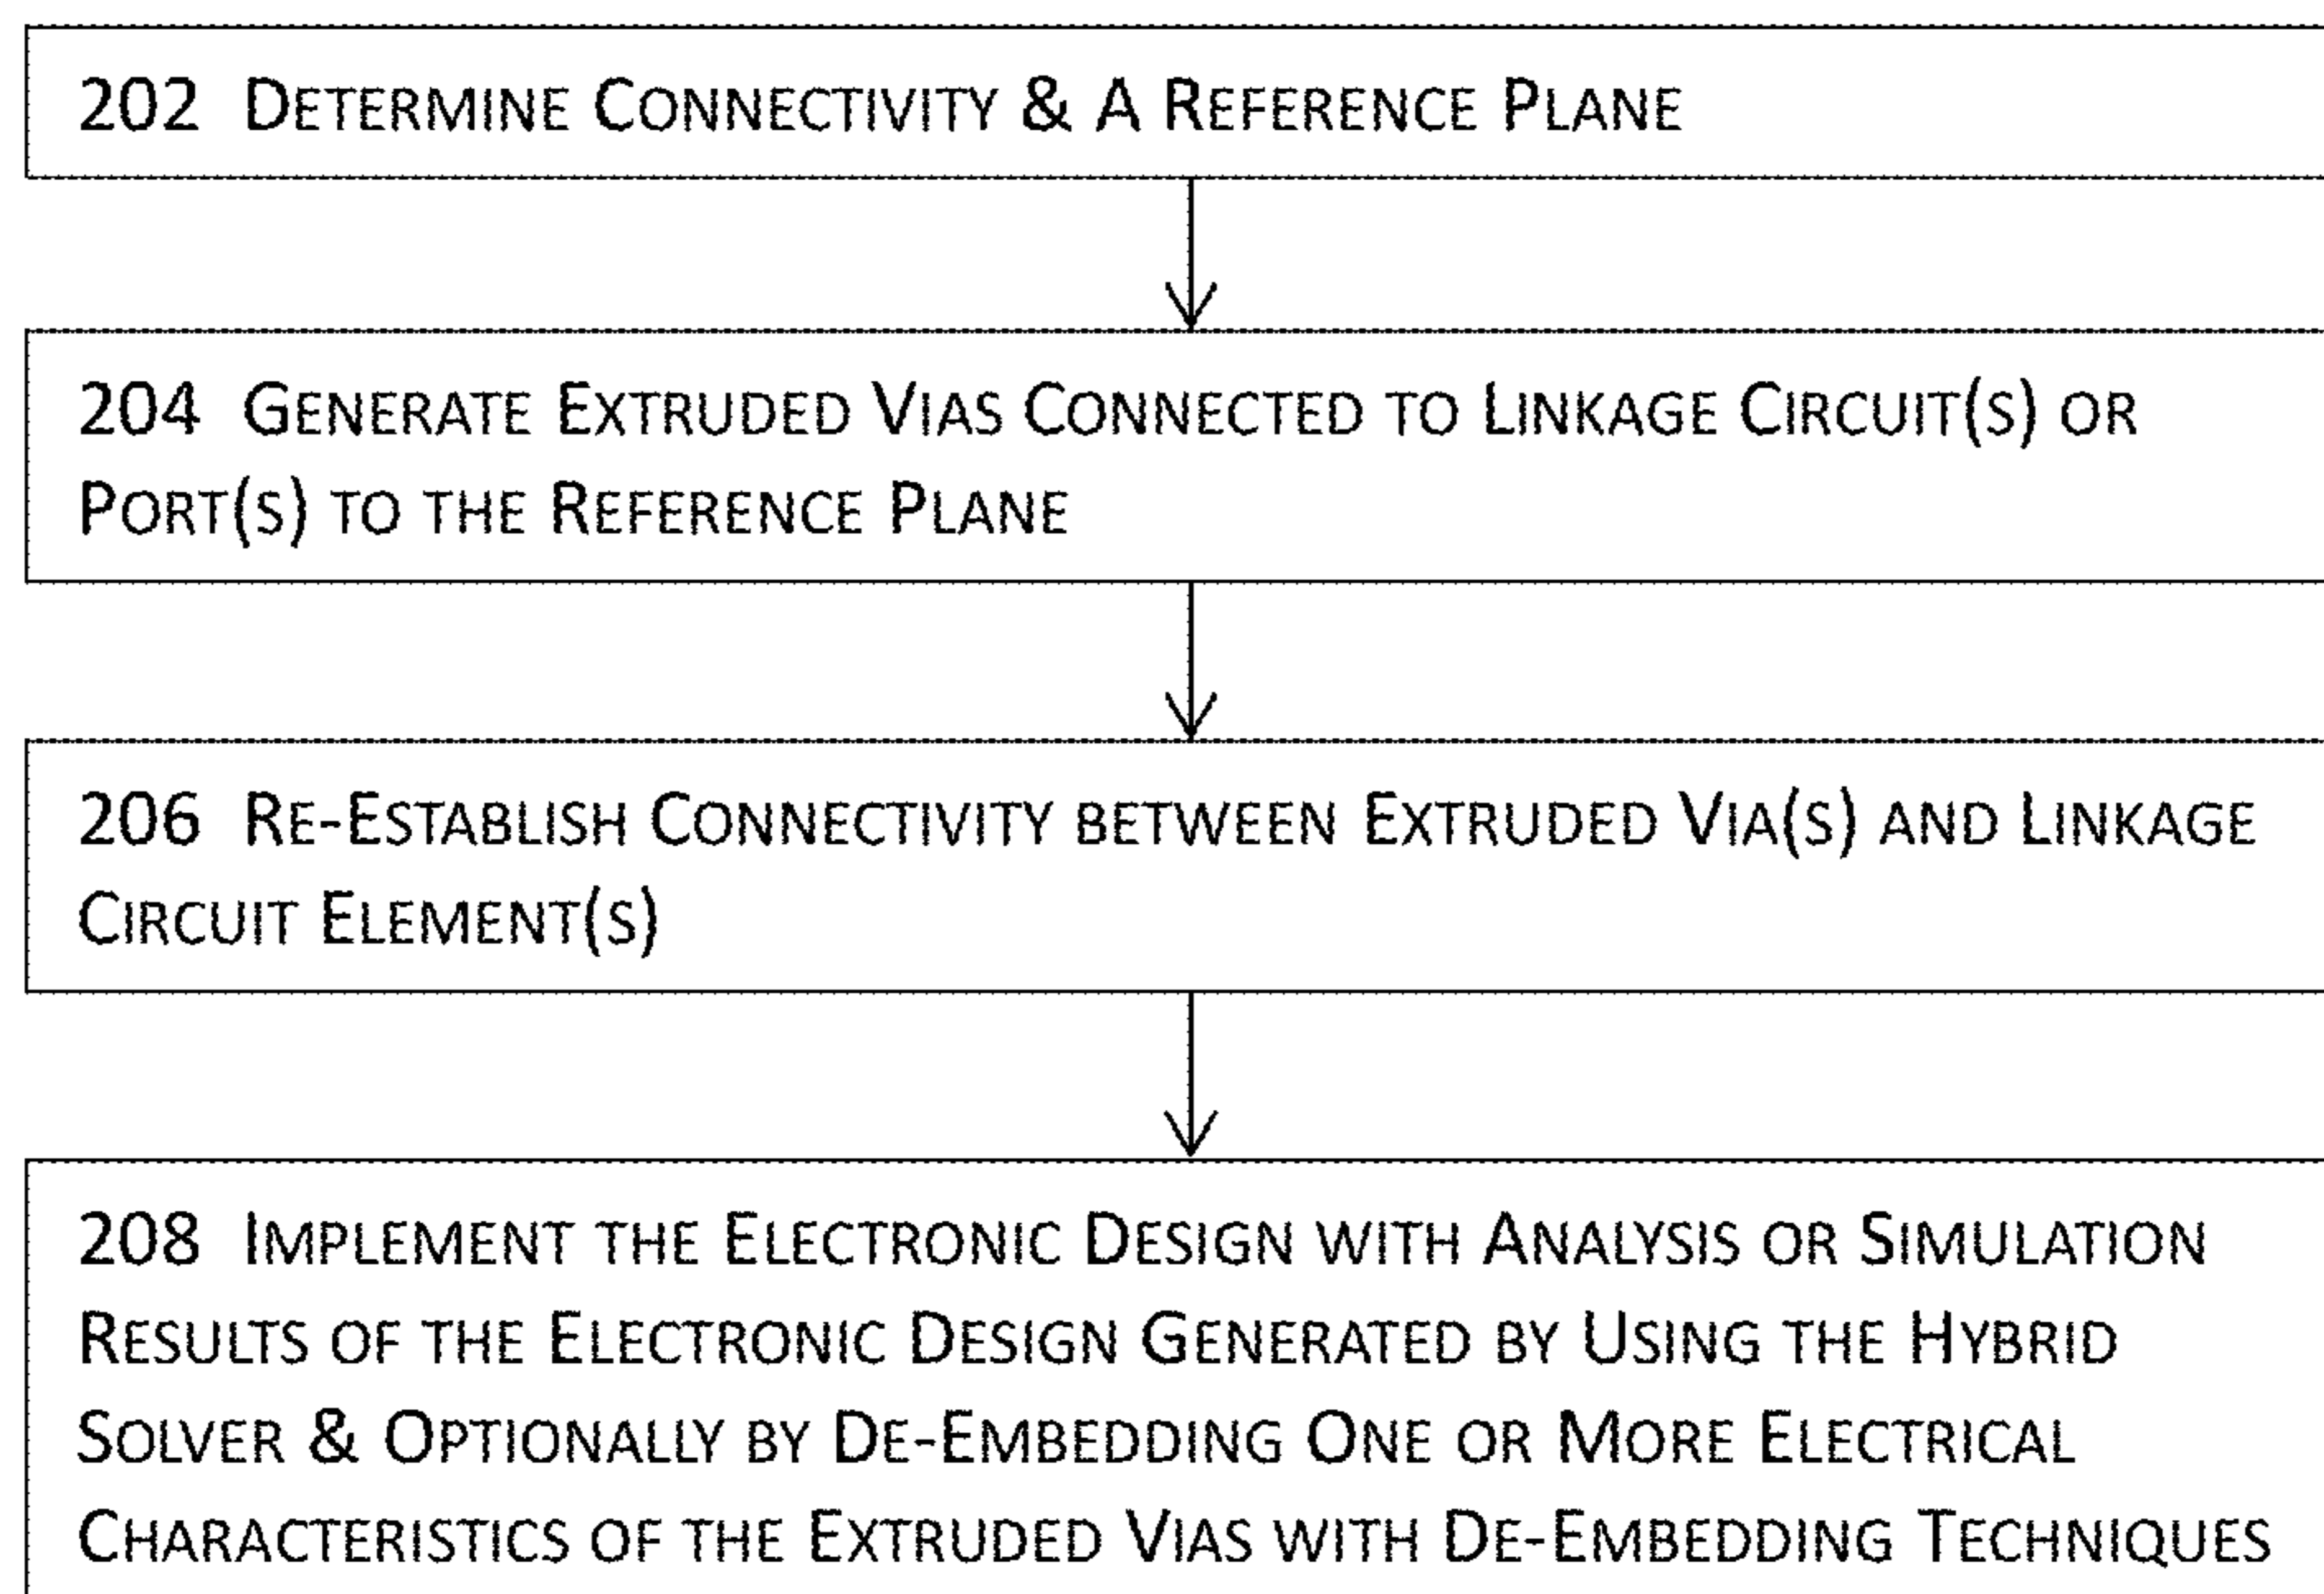 202 Determine Connectivity & A Reference Plane
204 Generate Extruded Vias Connected to Linkage Circuit(s) or
Port(s) to the Reference Plane
206 Re-Establish Connectivity between Extruded Via(s) and Linkage
Circuit Element(s)
208 Implement the Electronic Design with Analysis or Simulation
Results of the Electronic Design Generated by Using the Hybrid
Solver & Optionally by De-Embedding One or More Electrical
Characteristics of the Extruded Vias with De-Embedding Techniques